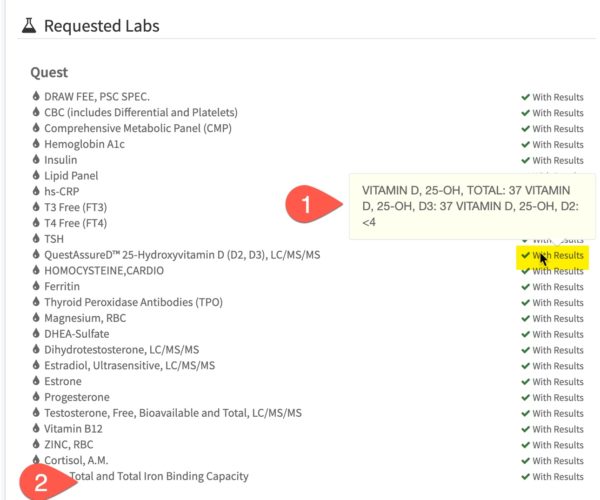 Requested Labs
Quest
DRAW FEE, PSC SPEC. With Results
CBC (includes Differential and Platelets) With Results
Comprehensive Metabolic Panel (CMP) With Results
Hemoglobin A1c With Results
Insulin With Results
Lipid Panel
hs-CRP
T3 Free (FT3)
T4 Free (FT4)
1
VITAMIN D, 25-OH, TOTAL: 37 VITAMIN
D, 25-OH, D3: 37 VITAMIN D, 25-OH, D2:
<4
TSH With Results
QuestAssureD™ 25-Hydroxyvitamin D (D2, D3), LC/MS/MS With Results
HOMOCYSTEINE,CARDIO With Results
Ferritin With Results
Thyroid Peroxidase Antibodies (TPO) With Results
Magnesium, RBC With Results
DHEA-Sulfate With Results
Dihydrotestosterone, LC/MS/MS With Results
Estradiol, Ultrasensitive, LC/MS/MS With Results
Estrone With Results
Progesterone With Results
Testosterone, Free, Bioavailable and Total, LC/MS/MS With Results
Vitamin B12 With Results
ZINC, RBC With Results
Cortisol, A.M. With Results
2
Total and Total Iron Binding Capacity With Results